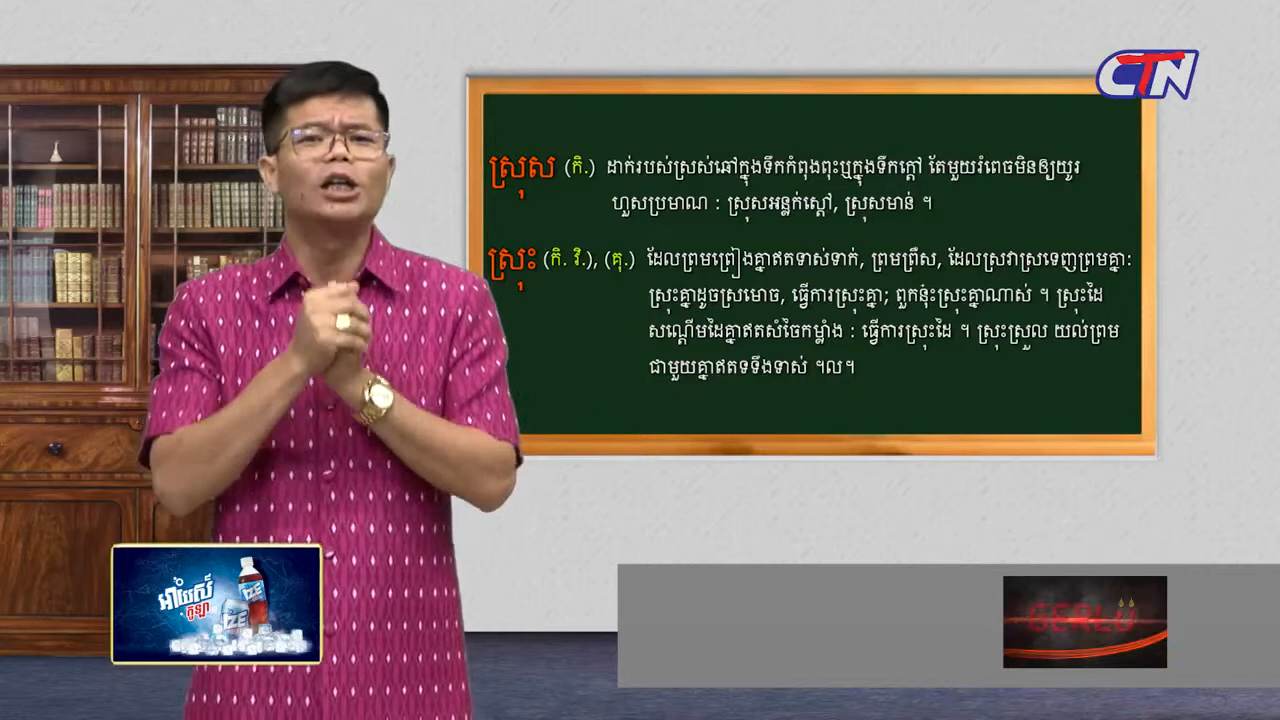 CTN
ស្រុស (កិ.) ដាក់របស់ស្រស់ឆៅក្នុងទឹកកំពុងពុះឬក្នុងទឹកក្ដៅ តែមួយរំពេចមិនឱ្យយូរ
ហួសប្រមាណ : ស្រុសអន្លក់ស្ដៅ, ស្រុសមាន់ ។
ស្រុះ (កិ. វិ.), (គុ.) ដែលព្រមព្រៀងគ្នាឥតទាស់ទាក់, ព្រមព្រឹស, ដែលស្រវាស្រទេញព្រមគ្នា:
ស្រុះគ្នាដូចស្រមោច, ធ្វើការស្រុះគ្នា; ពួកនុ៎ះស្រុះគ្នាណាស់ ។ ស្រុះដៃ
សណ្ដើមដៃគ្នាឥតសំចៃកម្លាំង : ធ្វើការស្រុះដៃ ។ ស្រុះស្រួល យល់ព្រម
ជាមួយគ្នាឥតទទឹងទាស់ ។ល។
អាយស៍
កូឡា
IZE
IZE
GERLÜ